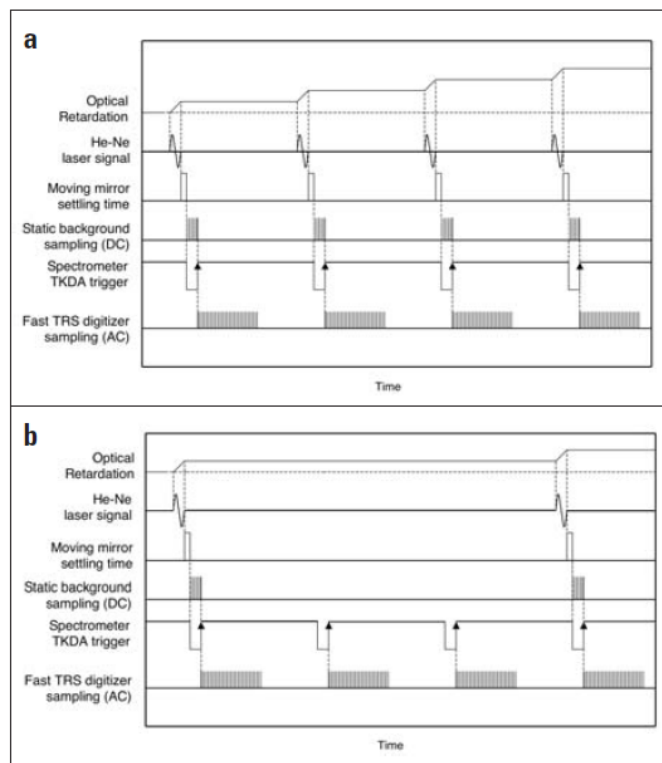 a
Optical
Retardation
He-Ne
laser signal
Moving mirror
settling time
Static background
sampling (DC)
Spectrometer
TKDA trigger
Fast TRS digitizer
sampling (AC)
Time
b
Optical
Retardation
He-Ne
laser signal
Moving mirror
settling time
Static background
sampling (DC)
Spectrometer
TKDA trigger
Fast TRS digitizer
sampling (AC)
Time